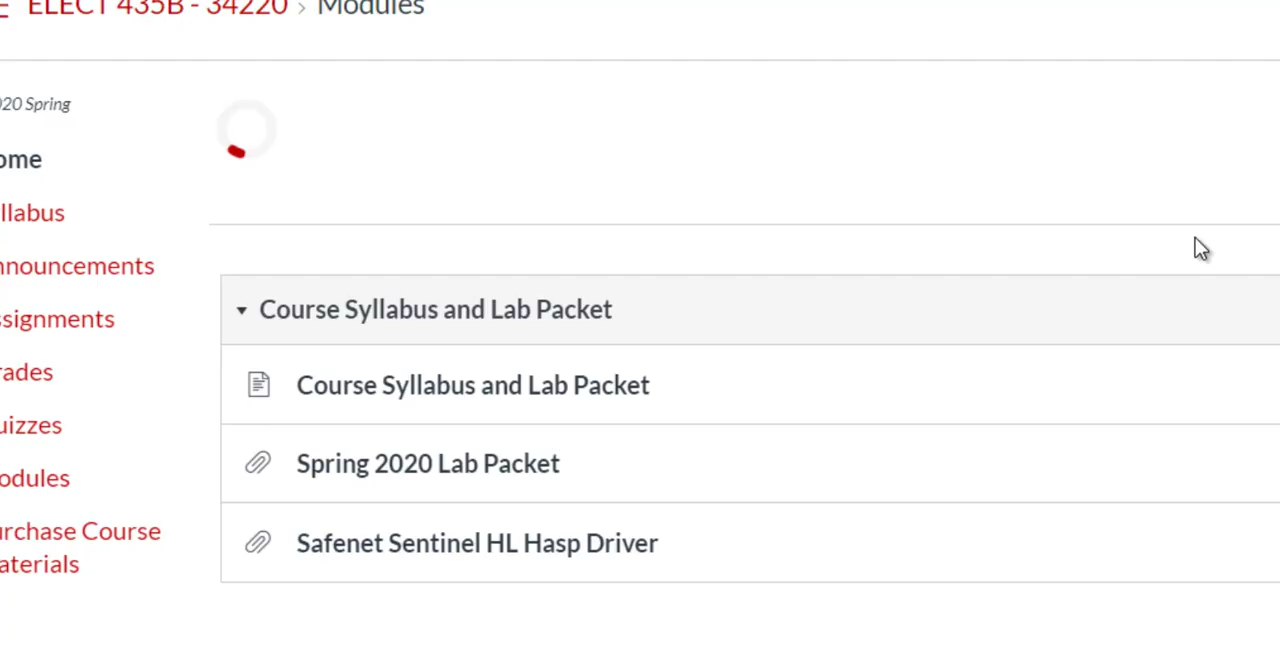 ELECT 435B - 34220 › Modules
020 Spring
ome
llabus
nnouncements
ssignments
rades
uizzes
odules
urchase Course
aterials
Course Syllabus and Lab Packet
Course Syllabus and Lab Packet
Spring 2020 Lab Packet
Safenet Sentinel HL Hasp Driver